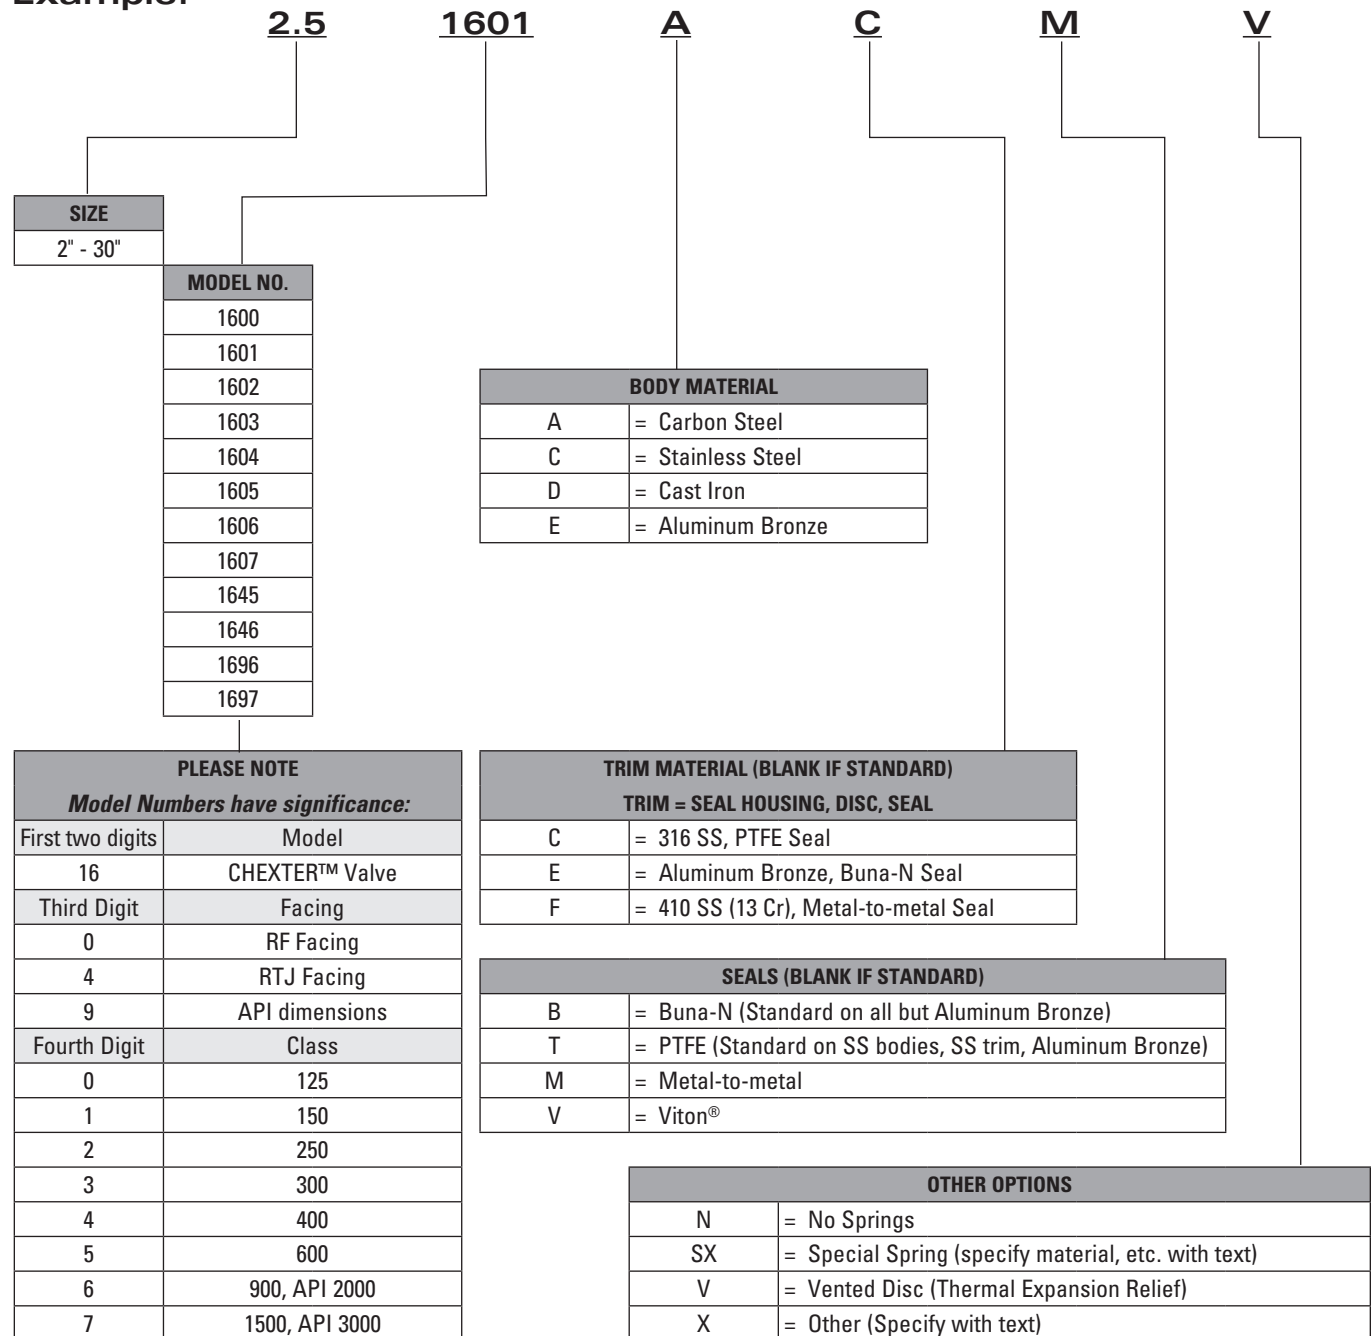 Example:
2.5 1601 A C M V
SIZE
2" - 30"
MODEL NO.
1600
1601
1602
1603
1604
1605
1606
1607
1645
1646
1696
1697
BODY MATERIAL
A = Carbon Steel
C = Stainless Steel
D = Cast Iron
E = Aluminum Bronze
PLEASE NOTE
Model Numbers have significance:
First two digits Model
16 CHEXTER™ Valve
Third Digit Facing
0 RF Facing
4 RTJ Facing
9 API dimensions
Fourth Digit Class
0 125
1 150
2 250
3 300
4 400
5 600
6 900, API 2000
7 1500, API 3000
TRIM MATERIAL (BLANK IF STANDARD)
TRIM = SEAL HOUSING, DISC, SEAL
C = 316 SS, PTFE Seal
E = Aluminum Bronze, Buna-N Seal
F = 410 SS (13 Cr), Metal-to-metal Seal
SEALS (BLANK IF STANDARD)
B = Buna-N (Standard on all but Aluminum Bronze)
T = PTFE (Standard on SS bodies, SS trim, Aluminum Bronze)
M = Metal-to-metal
V = Viton®
OTHER OPTIONS
N = No Springs
SX = Special Spring (specify material, etc. with text)
V = Vented Disc (Thermal Expansion Relief)
X = Other (Specify with text)